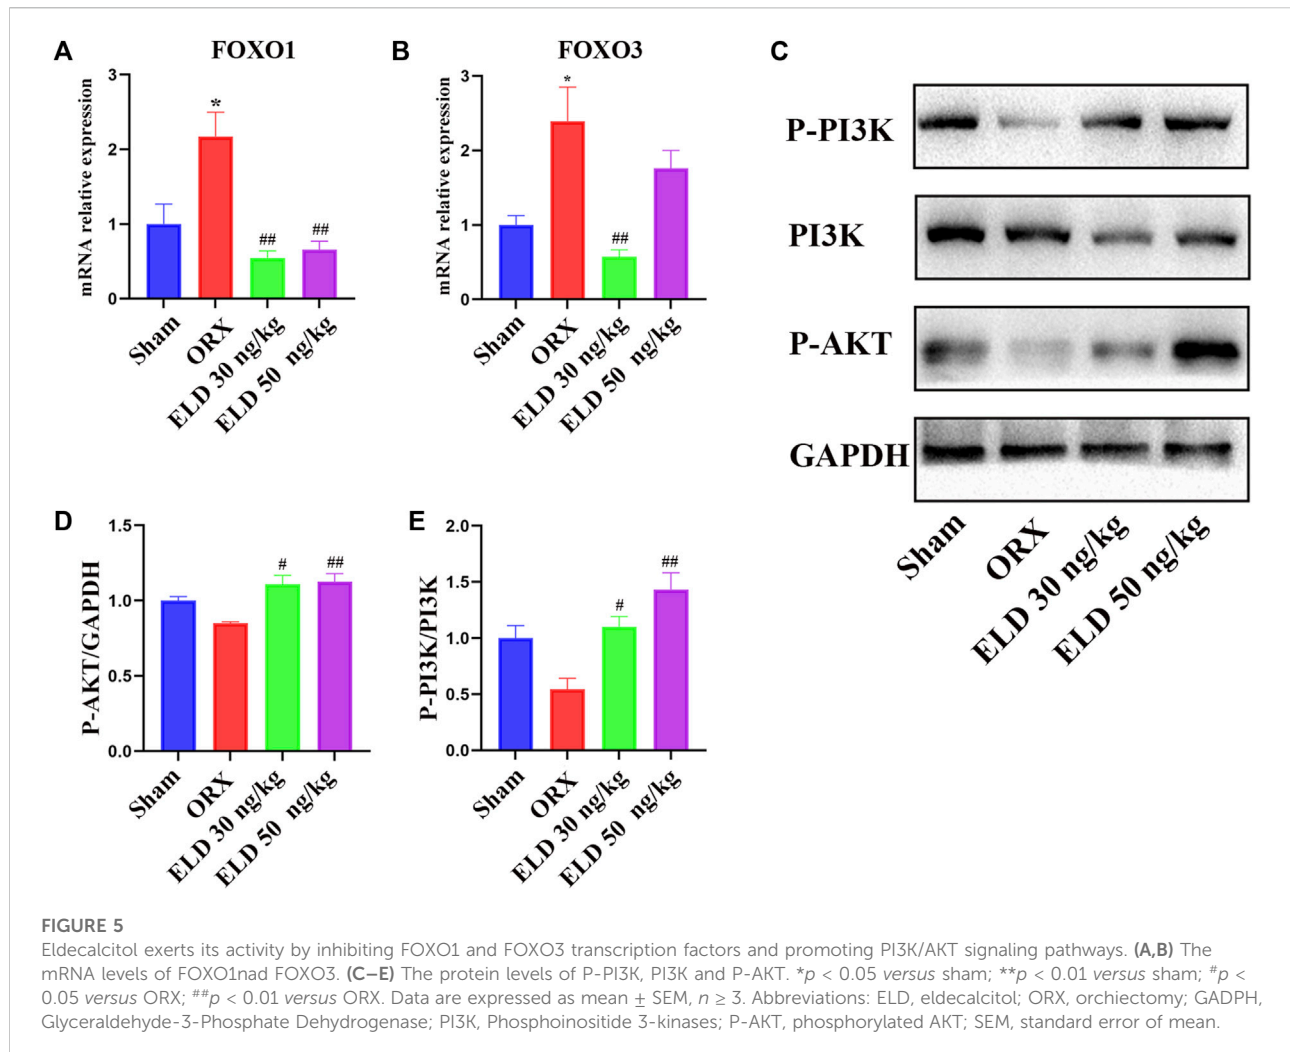 A
FOXO1
mRNA relative expression
3
2
1
0
*
##
##
Sham
ORX
ELD 30 ng/kg
ELD 50 ng/kg
B
FOXO3
mRNA relative expression
3
2
1
0
*
##
Sham
ORX
ELD 30 ng/kg
ELD 50 ng/kg
C
P-PI3K
PI3K
P-AKT
GAPDH
Sham
ORX
ELD 30 ng/kg
ELD 50 ng/kg
D
P-AKT/GAPDH
1.5
1.0
0.5
0.0
#
##
Sham
ORX
ELD 30 ng/kg
ELD 50 ng/kg
E
P-PI3K/PI3K
2.0
1.5
1.0
0.5
0.0
#
##
Sham
ORX
ELD 30 ng/kg
ELD 50 ng/kg
FIGURE 5
Eldecalcitol exerts its activity by inhibiting FOXO1 and FOXO3 transcription factors and promoting PI3K/AKT signaling pathways. (A,B) The
mRNA levels of FOXO1nad FOXO3. (C–E) The protein levels of P-PI3K, PI3K and P-AKT. *p < 0.05 versus sham; **p < 0.01 versus sham; #p <
0.05 versus ORX; ##p < 0.01 versus ORX. Data are expressed as mean ± SEM, n ≥ 3. Abbreviations: ELD, eldecalcitol; ORX, orchiectomy; GADPH,
Glyceraldehyde-3-Phosphate Dehydrogenase; PI3K, Phosphoinositide 3-kinases; P-AKT, phosphorylated AKT; SEM, standard error of mean.